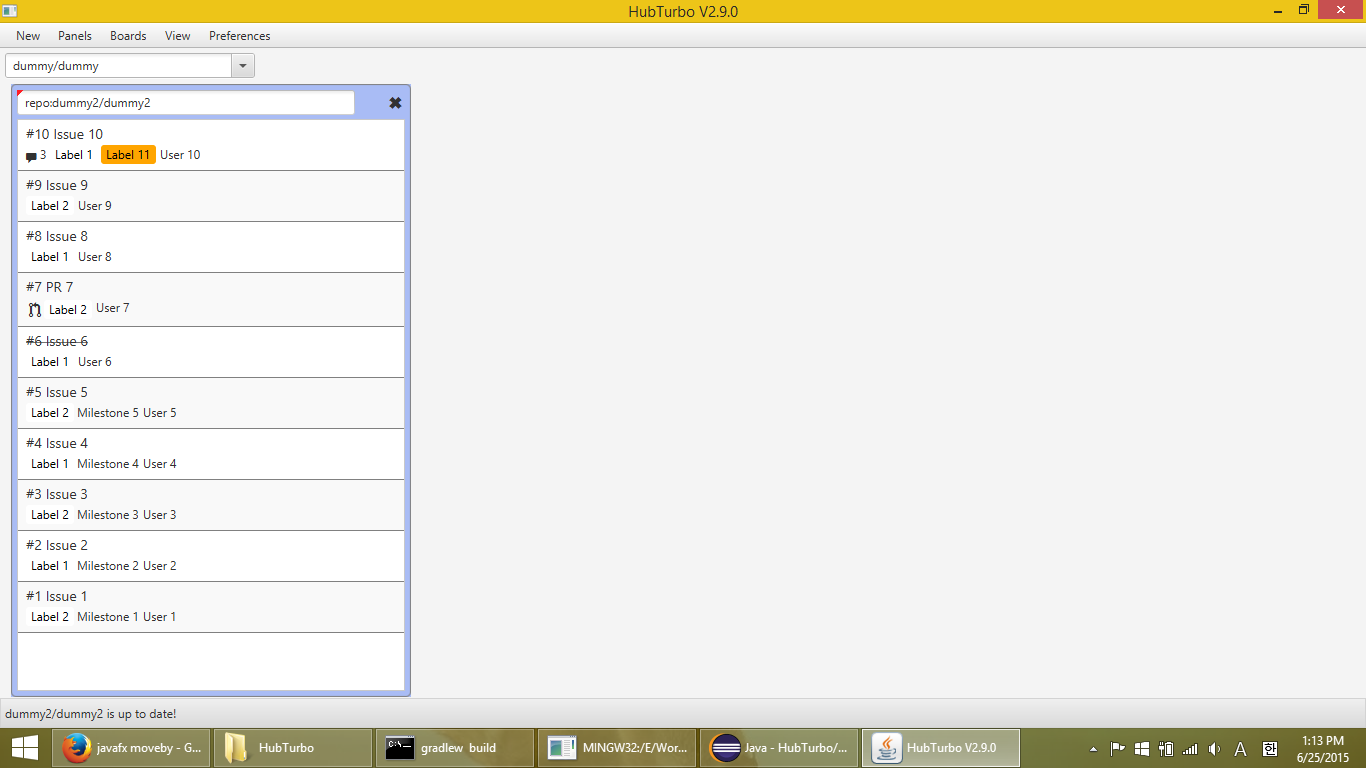 HubTurbo V2.9.0
New Panels Boards View Preferences
dummy/dummy
repo:dummy2/dummy2
#10 Issue 10
3 Label 1 Label 11 User 10
#9 Issue 9
Label 2 User 9
#8 Issue 8
Label 1 User 8
#7 PR 7
Label 2 User 7
#6 Issue 6
Label 1 User 6
#5 Issue 5
Label 2 Milestone 5 User 5
#4 Issue 4
Label 1 Milestone 4 User 4
#3 Issue 3
Label 2 Milestone 3 User 3
#2 Issue 2
Label 1 Milestone 2 User 2
#1 Issue 1
Label 2 Milestone 1 User 1
dummy2/dummy2 is up to date!
javafx moveby - G... HubTurbo C:\. gradlew build MINGW32:/E/Wor... Java - HubTurbo/... HubTurbo V2.9.0 A 한 1:13 PM
6/25/2015